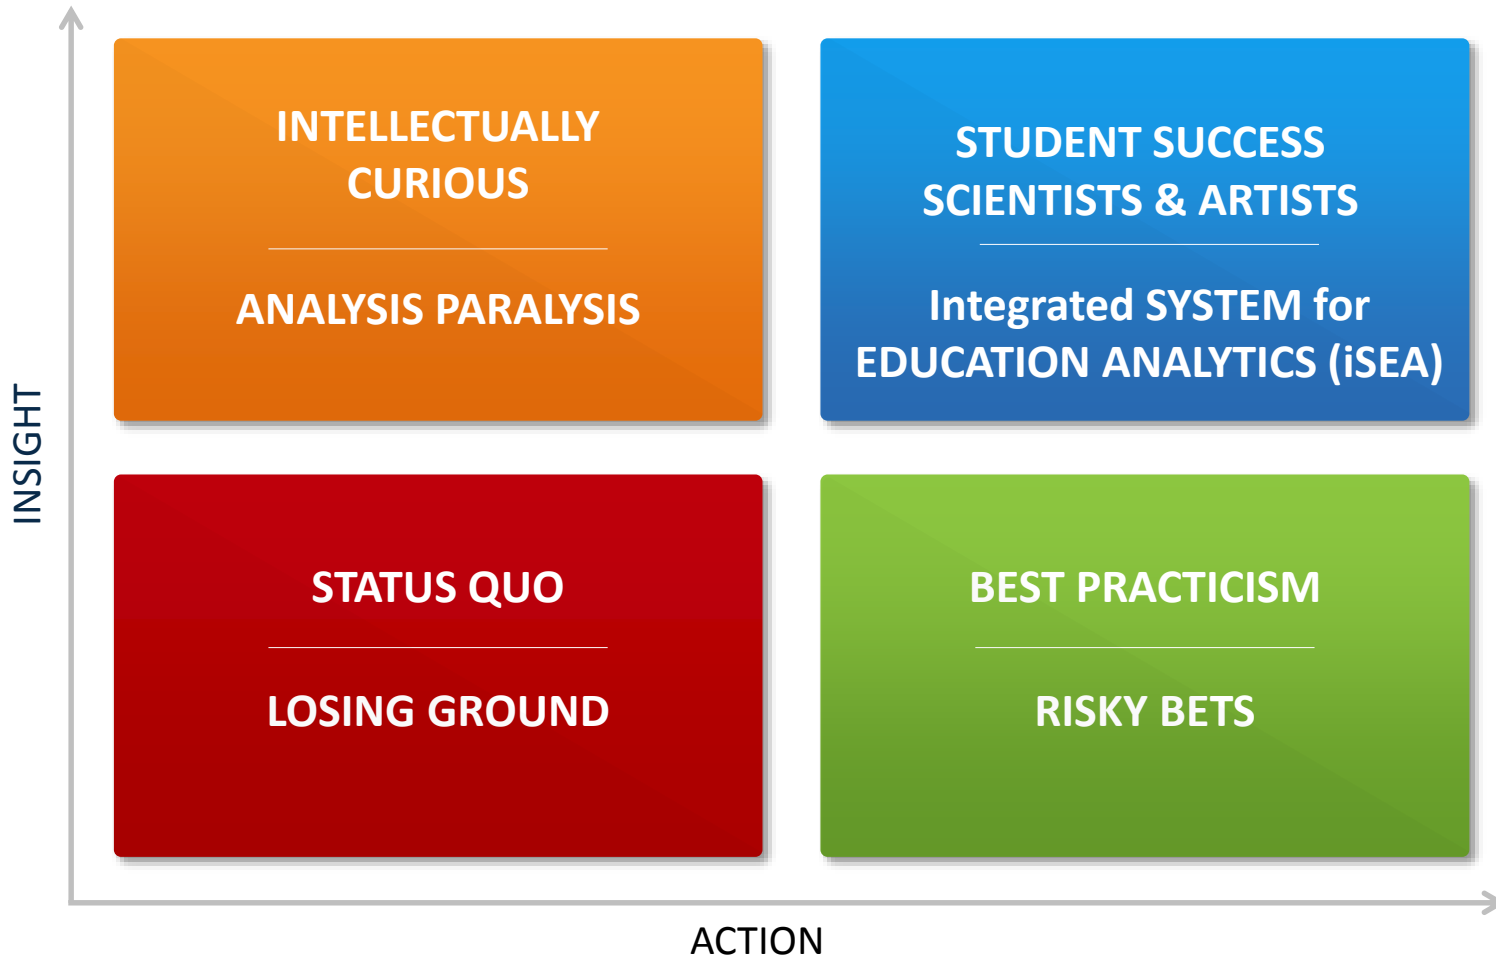 INTELLECTUALLY
CURIOUS
ANALYSIS PARALYSIS
STUDENT SUCCESS
SCIENTISTS & ARTISTS
Integrated SYSTEM for
EDUCATION ANALYTICS (iSEA)
INSIGHT
STATUS QUO
LOSING GROUND
BEST PRACTICISM
RISKY BETS
ACTION